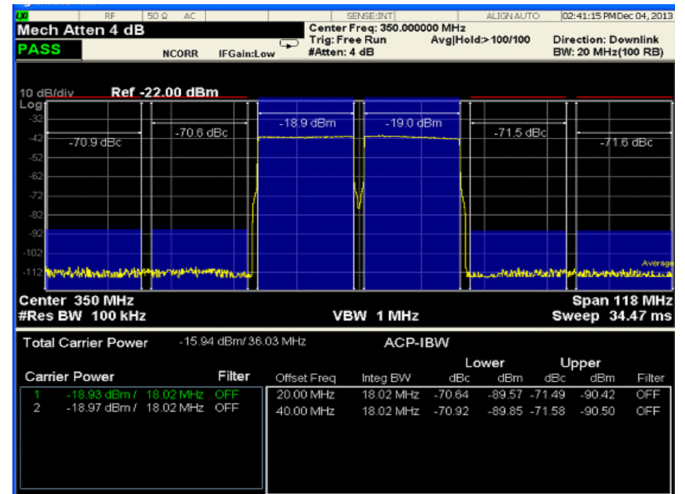 RF 50 Ω AC SENSE:INT ALIGN AUTO 02:41:15 PM Dec 04, 2013
Mech Atten 4 dB Center Freq: 350.000000 MHz
PASS NCORR IFGain:Low Trig: Free Run Avg|Hold:>100/100 Direction: Downlink
#Atten: 4 dB BW: 20 MHz(100 RB)
10 dB/div Ref -22.00 dBm
Log
-32
-42
-52
-62
-72
-82
-92
-102
-112
-70.9 dBc -70.6 dBc -18.9 dBm -19.0 dBm -71.5 dBc -71.6 dBc
Average
Center 350 MHz Span 118 MHz
#Res BW 100 kHz VBW 1 MHz Sweep 34.47 ms
Total Carrier Power -15.94 dBm/ 36.03 MHz ACP-IBW
Lower Upper
Carrier Power Filter Offset Freq Integ BW dBc dBm dBc dBm Filter
1 -18.93 dBm / 18.02 MHz OFF 20.00 MHz 18.02 MHz -70.64 -89.57 -71.49 -90.42 OFF
2 -18.97 dBm / 18.02 MHz OFF 40.00 MHz 18.02 MHz -70.92 -89.85 -71.58 -90.50 OFF